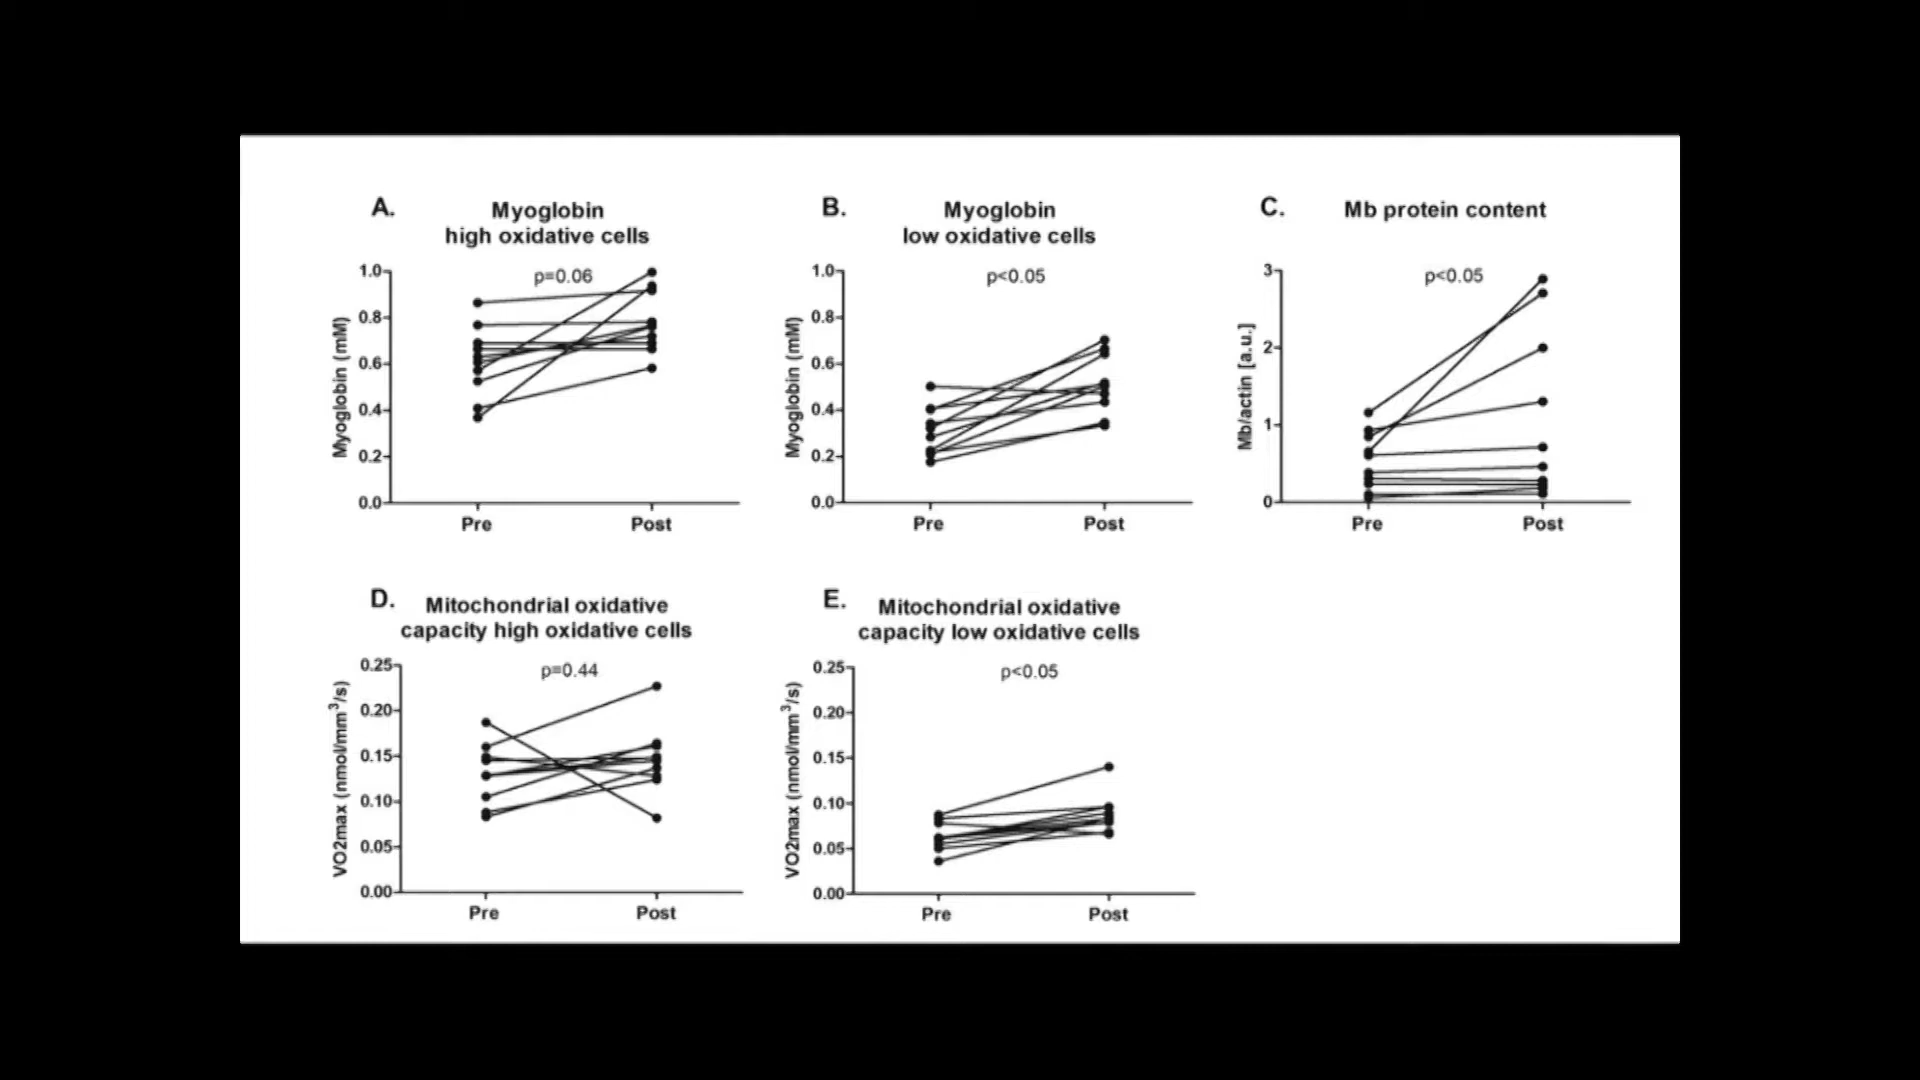 A.
Myoglobin
high oxidative cells
p=0.06
Myoglobin (mM)
1.0
0.8
0.6
0.4
0.2
0.0
Pre Post
B.
Myoglobin
low oxidative cells
p<0.05
Myoglobin (mM)
1.0
0.8
0.6
0.4
0.2
0.0
Pre Post
C.
Mb protein content
p<0.05
Mb/actin [a.u.]
3
2
1
0
Pre Post
D.
Mitochondrial oxidative
capacity high oxidative cells
p=0.44
VO2max (nmol/mm³/s)
0.25
0.20
0.15
0.10
0.05
0.00
Pre Post
E.
Mitochondrial oxidative
capacity low oxidative cells
p<0.05
VO2max (nmol/mm³/s)
0.25
0.20
0.15
0.10
0.05
0.00
Pre Post